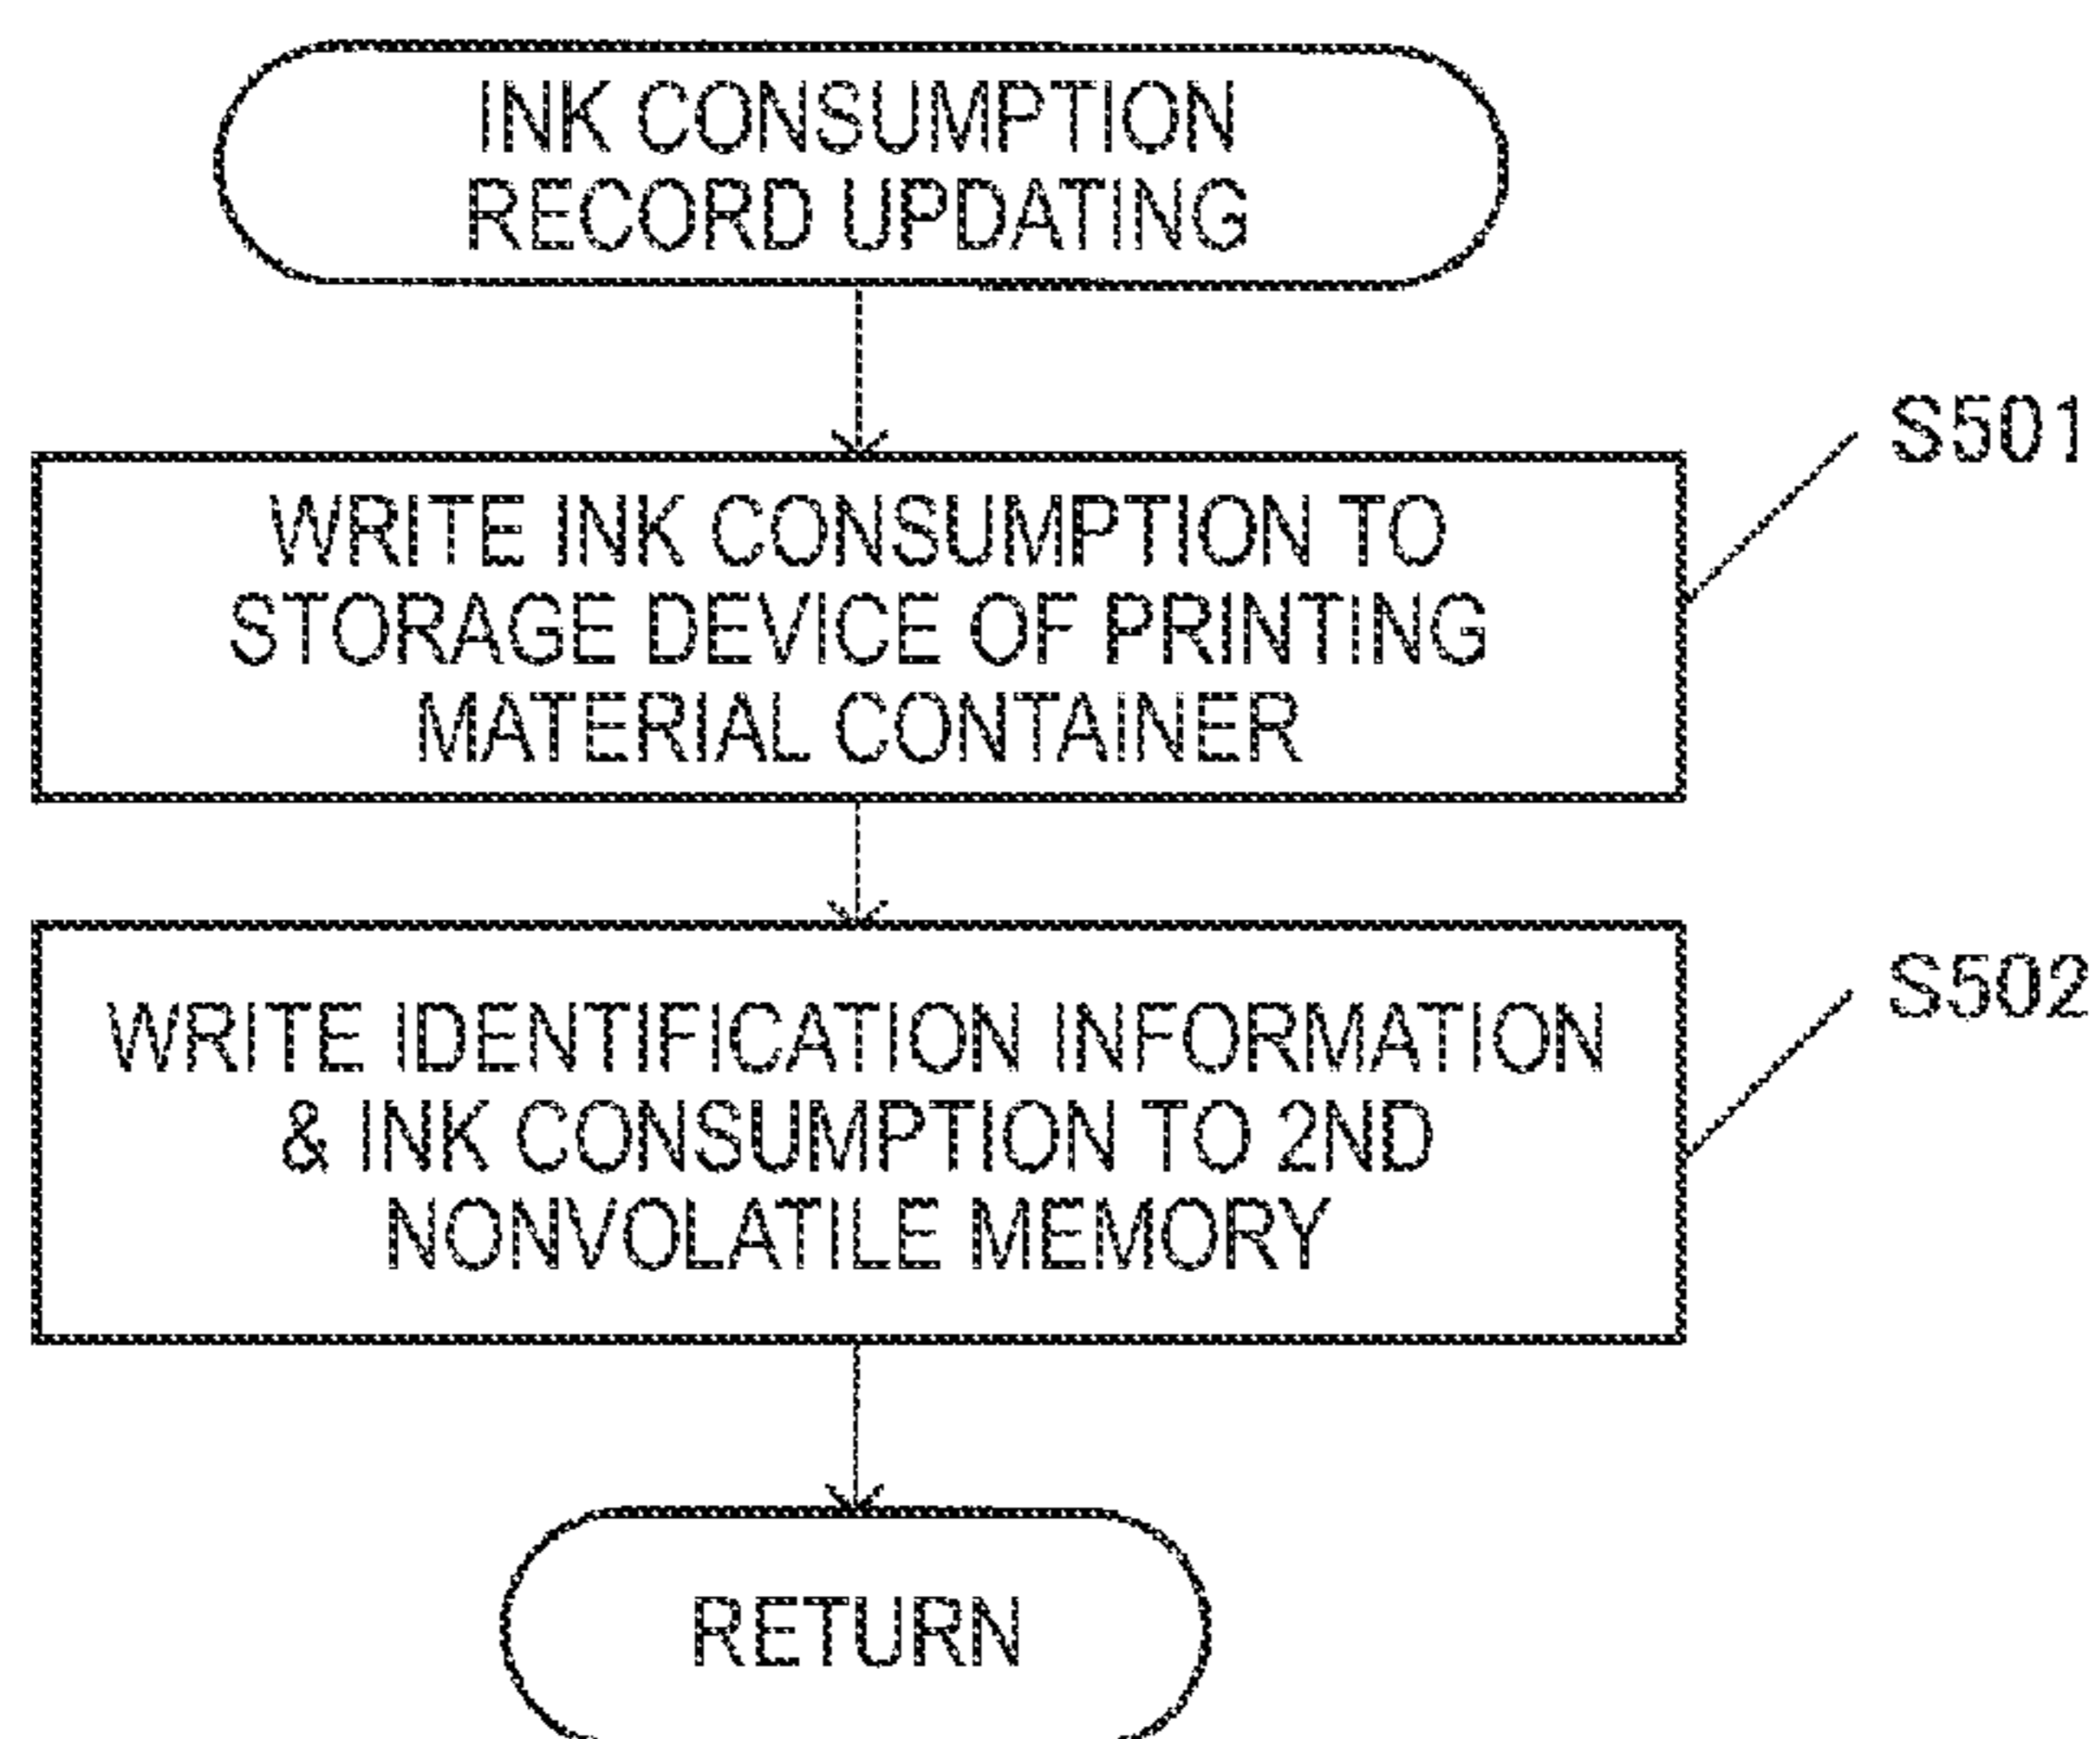 INK CONSUMPTION
RECORD UPDATING
S501
WRITE INK CONSUMPTION TO
STORAGE DEVICE OF PRINTING
MATERIAL CONTAINER
S502
WRITE IDENTIFICATION INFORMATION
& INK CONSUMPTION TO 2ND
NONVOLATILE MEMORY
RETURN